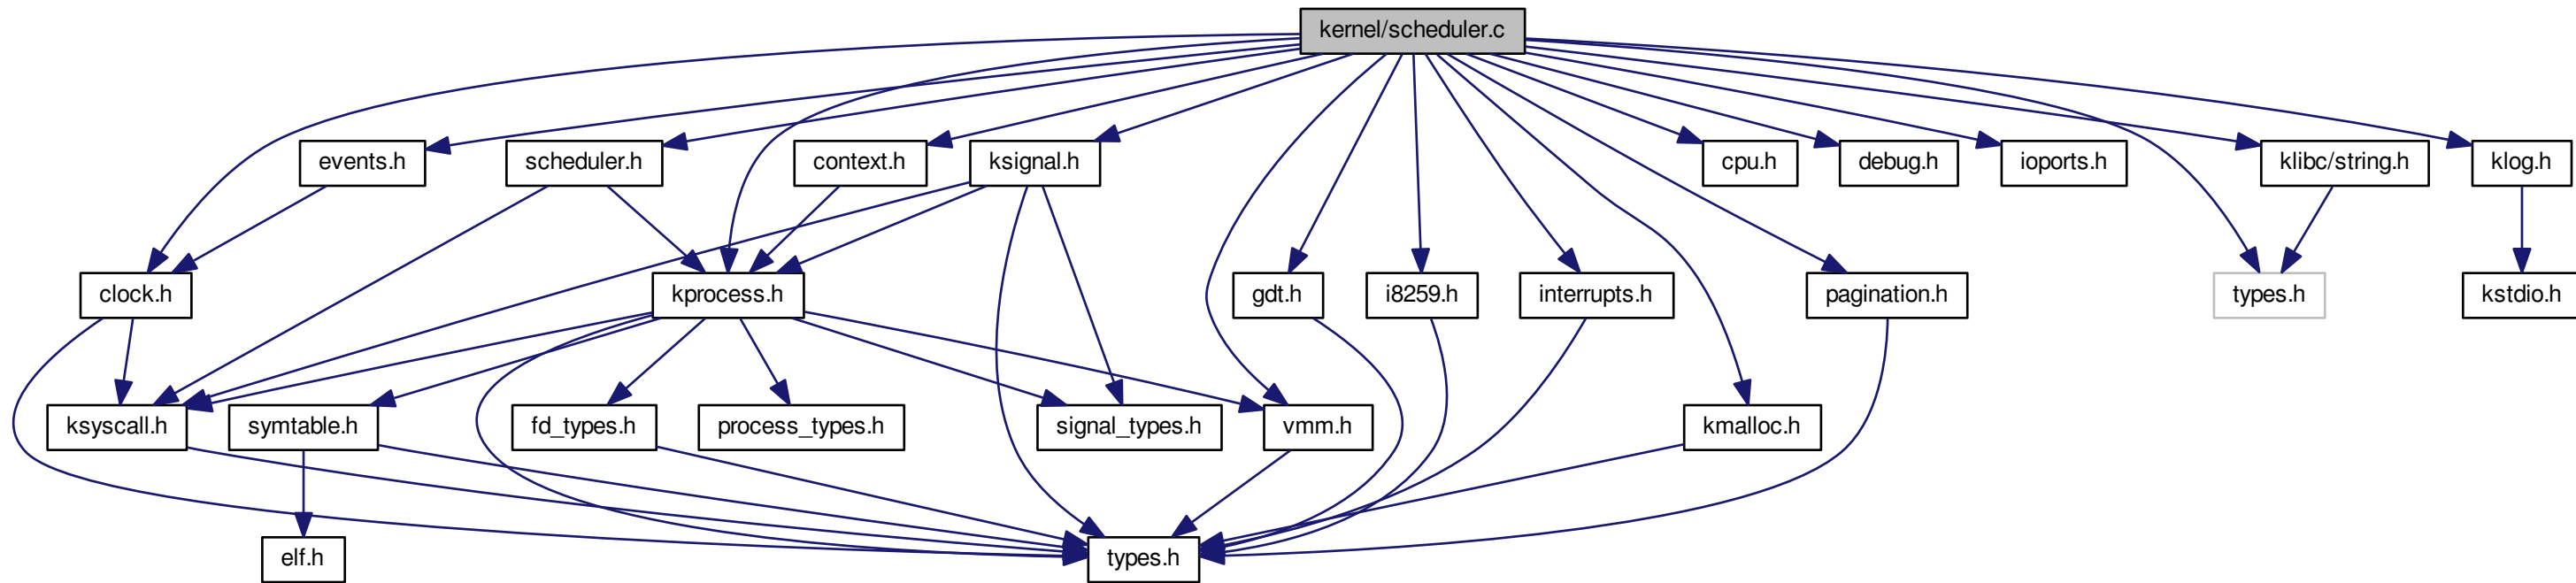 kernel/scheduler.c
events.h
scheduler.h
context.h
ksignal.h
cpu.h
debug.h
ioports.h
klibc/string.h
klog.h
clock.h
kprocess.h
gdt.h
i8259.h
interrupts.h
pagination.h
types.h
kstdio.h
ksyscall.h
symtable.h
fd_types.h
process_types.h
signal_types.h
vmm.h
kmalloc.h
elf.h
types.h